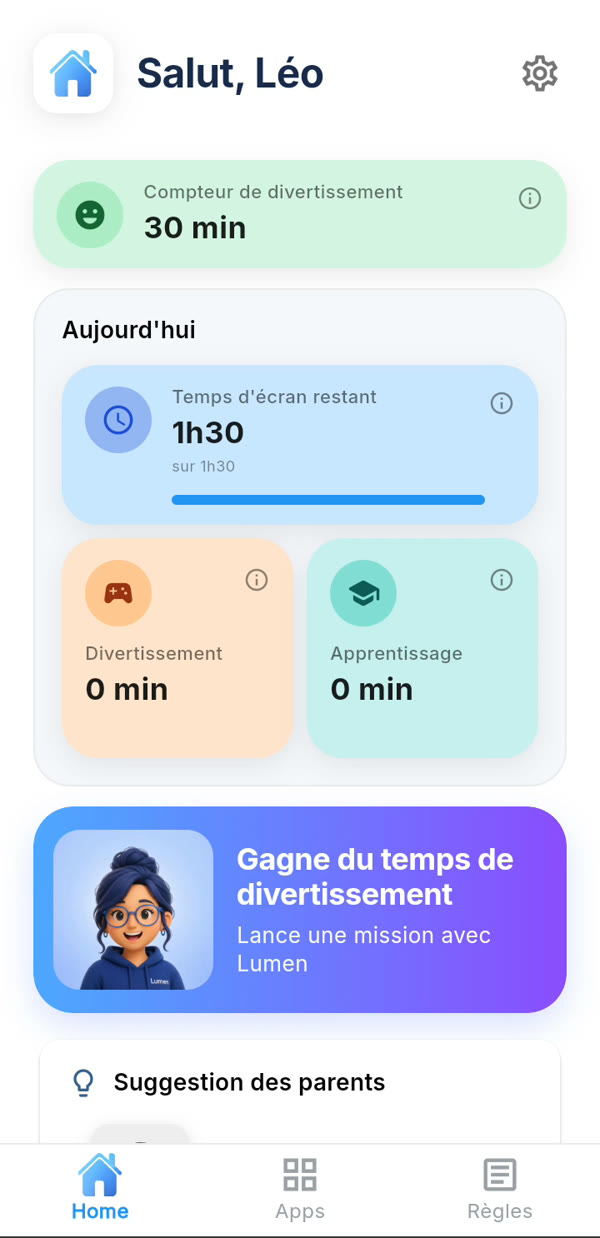 Salut, Léo
Compteur de divertissement
30 min
Aujourd'hui
Temps d'écran restant
1h30
sur 1h30
Divertissement
0 min
Apprentissage
0 min
Gagne du temps de
divertissement
Lance une mission avec
Lumen
Lumen
Suggestion des parents
Home
Apps
Règles